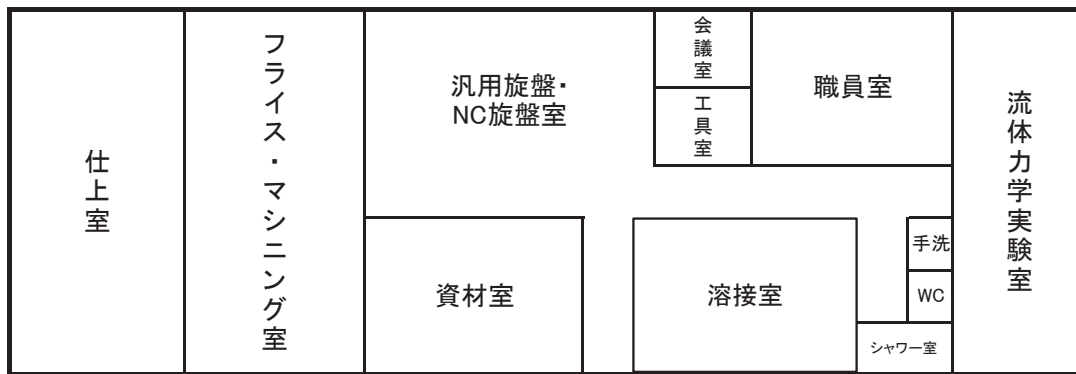 仕上室
フライス・マシニング室
汎用旋盤・
NC旋盤室
会議室
工具室
職員室
流体力学実験室
資材室
溶接室
手洗
WC
シャワー室